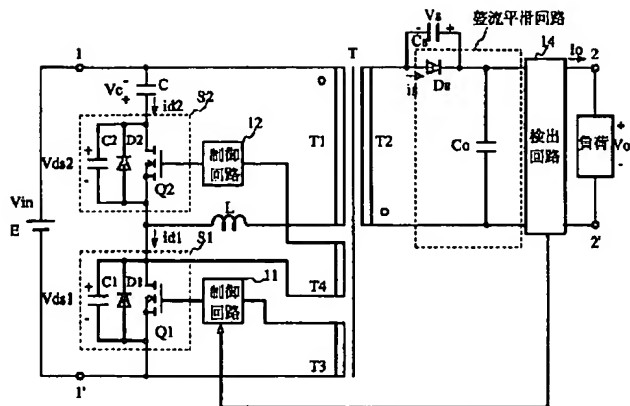 整流平滑回路
Vs
Cs
14
Io
1
T
2
Vc
C
id2
S2
is
Ds
12
C2
D2
制御
回路
T1
T2
Co
検出
回路
負荷
Vo
Vds2
Q2
Vin
E
L
id1
S1
2'
11
T4
C1
D1
制御
回路
Vds1
Q1
T3
1'